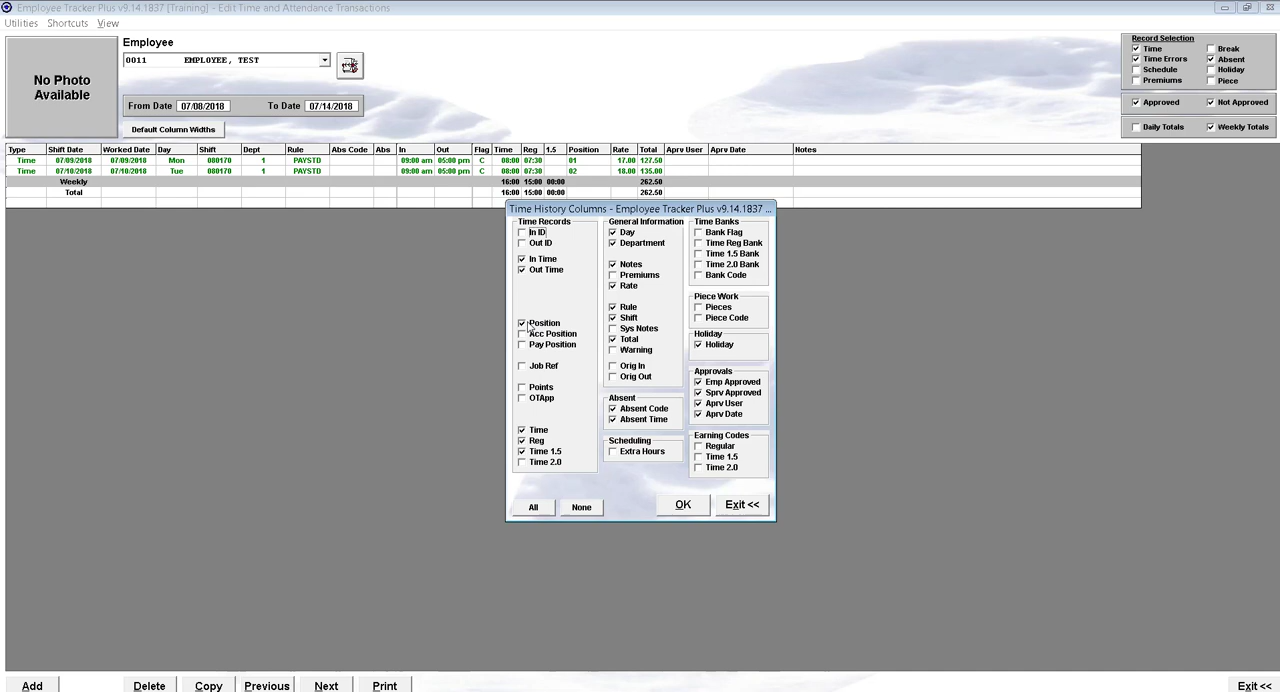 Employee Tracker Plus v9.14.1837 [Training] - Edit Time and Attendance Transactions
Utilities Shortcuts View
No Photo
Available
Employee
0011 EMPLOYEE, TEST
From Date 07/08/2018 To Date 07/14/2018
Default Column Widths
Record Selection
Time Break
Time Errors Absent
Schedule Holiday
Premiums Piece
Approved Not Approved
Daily Totals Weekly Totals
Type Shift Date Worked Date Day Shift Dept Rule Abs Code Abs In Out Flag Time Reg 1.5 Position Rate Total Aprv User Aprv Date Notes
Time 07/09/2018 07/09/2018 Mon 080170 1 PAYSTD 09:00 am 05:00 pm C 08:00 07:30 01 17.00 127.50
Time 07/10/2018 07/10/2018 Tue 080170 1 PAYSTD 09:00 am 05:00 pm C 08:00 07:30 02 18.00 135.00
Weekly 16:00 15:00 00:00 262.50
Total 16:00 15:00 00:00 262.50
Time History Columns - Employee Tracker Plus v9.14.1837 ...
Time Records
In ID
Out ID
In Time
Out Time
Position
Acc Position
Pay Position
Job Ref
Points
OTApp
Time
Reg
Time 1.5
Time 2.0
General Information
Day
Department
Notes
Premiums
Rate
Rule
Shift
Sys Notes
Total
Warning
Orig In
Orig Out
Absent
Absent Code
Absent Time
Scheduling
Extra Hours
Time Banks
Bank Flag
Time Reg Bank
Time 1.5 Bank
Time 2.0 Bank
Bank Code
Piece Work
Pieces
Piece Code
Holiday
Holiday
Approvals
Emp Approved
Sprv Approved
Aprv User
Aprv Date
Earning Codes
Regular
Time 1.5
Time 2.0
All None OK Exit <<
Add Delete Copy Previous Next Print Exit <<